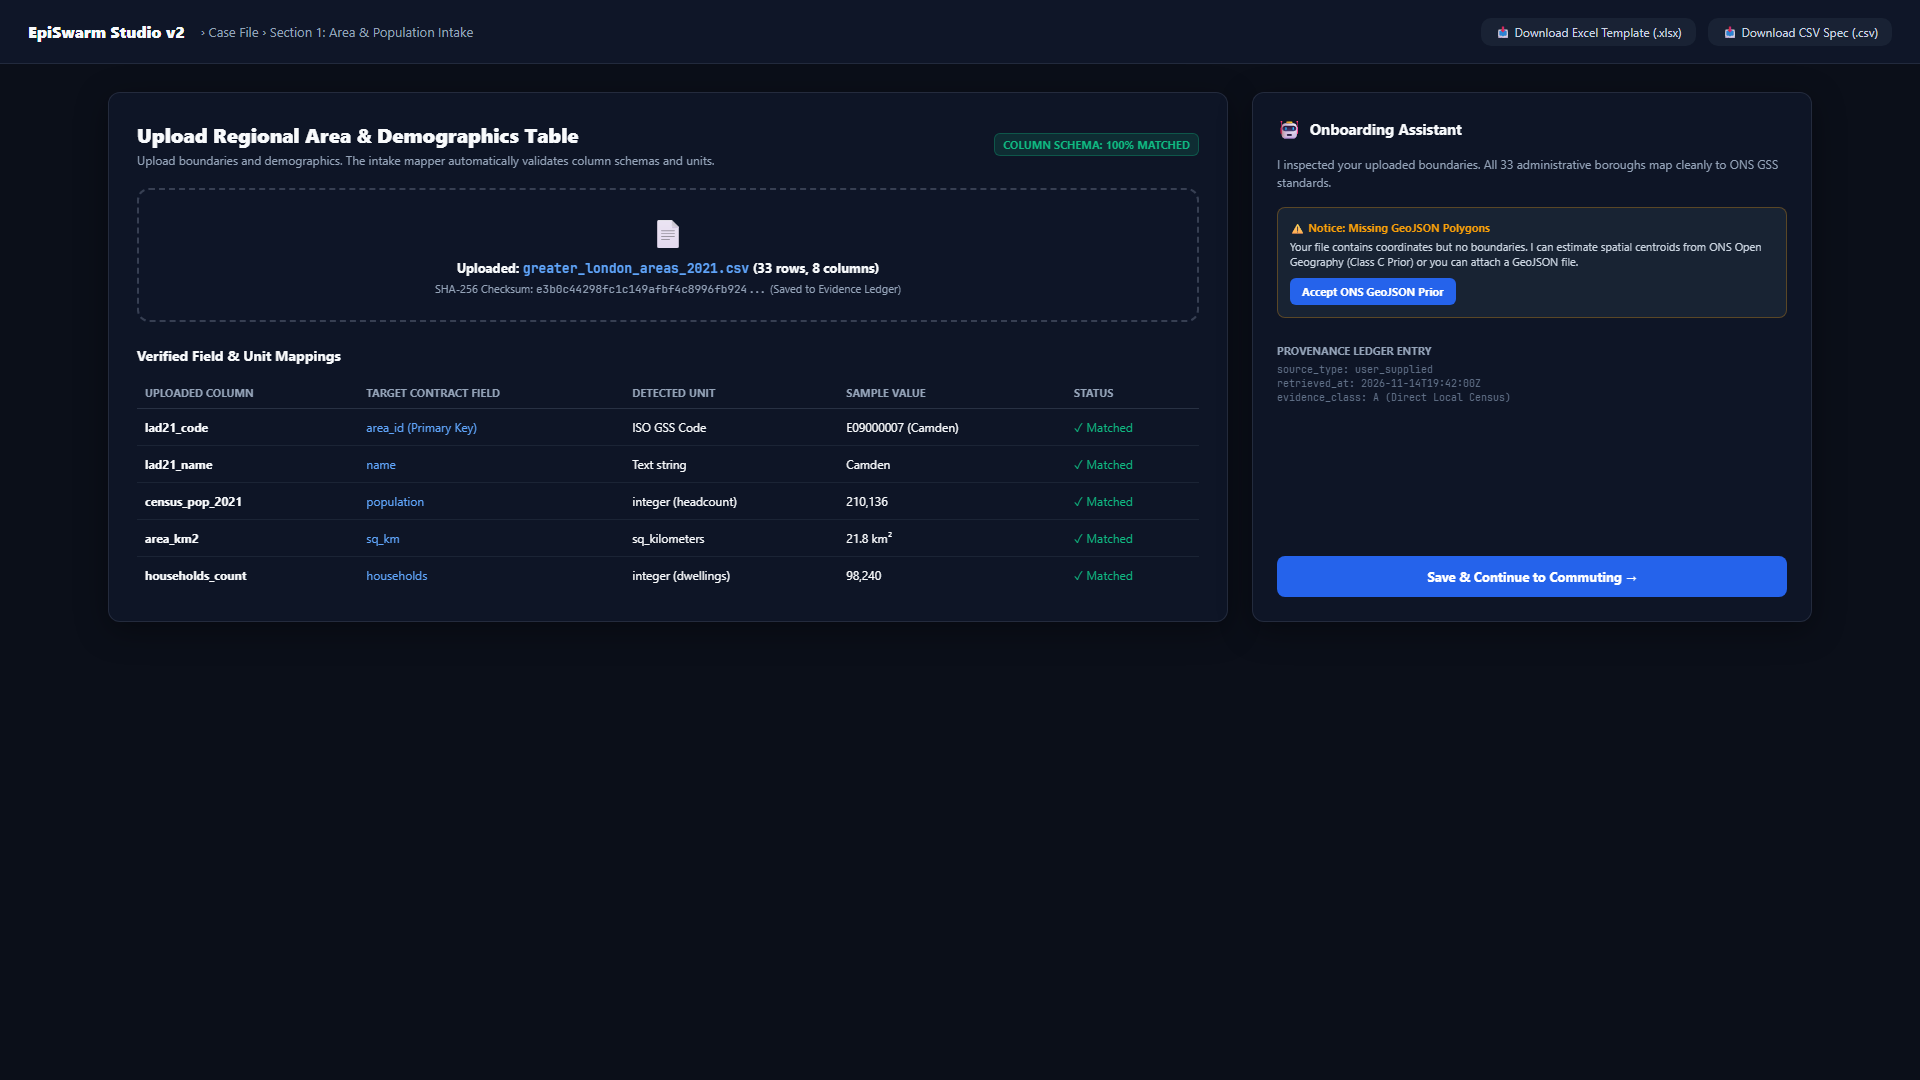 EpiSwarm Studio v2 › Case File › Section 1: Area & Population Intake
Download Excel Template (.xlsx)
Download CSV Spec (.csv)
Upload Regional Area & Demographics Table
Upload boundaries and demographics. The intake mapper automatically validates column schemas and units.
COLUMN SCHEMA: 100% MATCHED
Uploaded: greater_london_areas_2021.csv (33 rows, 8 columns)
SHA-256 Checksum: e3b0c44298fc1c149afbf4c8996fb924... (Saved to Evidence Ledger)
Verified Field & Unit Mappings
UPLOADED COLUMN TARGET CONTRACT FIELD DETECTED UNIT SAMPLE VALUE STATUS
lad21_code area_id (Primary Key) ISO GSS Code E09000007 (Camden) ✓ Matched
lad21_name name Text string Camden ✓ Matched
census_pop_2021 population integer (headcount) 210,136 ✓ Matched
area_km2 sq_km sq_kilometers 21.8 km² ✓ Matched
households_count households integer (dwellings) 98,240 ✓ Matched
Onboarding Assistant
I inspected your uploaded boundaries. All 33 administrative boroughs map cleanly to ONS GSS
standards.
⚠ Notice: Missing GeoJSON Polygons
Your file contains coordinates but no boundaries. I can estimate spatial centroids from ONS Open
Geography (Class C Prior) or you can attach a GeoJSON file.
Accept ONS GeoJSON Prior
PROVENANCE LEDGER ENTRY
source_type: user_supplied
retrieved_at: 2026-11-14T19:42:00Z
evidence_class: A (Direct Local Census)
Save & Continue to Commuting →